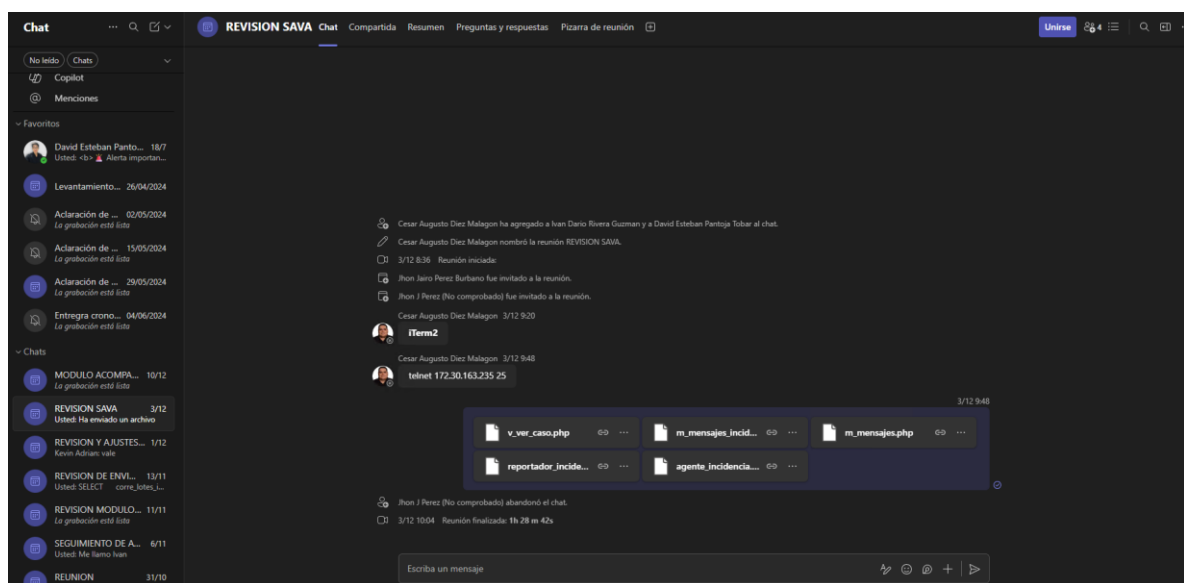 Chat
REVISION SAVA Chat Compartida Resumen Preguntas y respuestas Pizarra de reunión
Unirse 4
No leído Chats
Copilot
Menciones
Favoritos
David Esteban Panto... 18/7
Usted: <b> 🚨 Alerta importan...
Levantamiento... 26/04/2024
Aclaración de ... 02/05/2024
La grabación está lista
Aclaración de ... 15/05/2024
La grabación está lista
Aclaración de ... 29/05/2024
La grabación está lista
Entregra crono... 04/06/2024
La grabación está lista
Chats
MODULO ACOMPA... 10/12
La grabación está lista
REVISION SAVA 3/12
Usted: Ha enviado un archivo
REVISION Y AJUSTES... 1/12
Kevin Adrian: vale
REVISION DE ENVI... 13/11
Usted: SELECT corre_lotes_i...
REVISION MODULO... 11/11
La grabación está lista
SEGUIMIENTO DE A... 6/11
Usted: Me llamo Ivan
REUNION 31/10
Cesar Augusto Diez Malagon ha agregado a Ivan Dario Rivera Guzman y a David Esteban Pantoja Tobar al chat.
Cesar Augusto Diez Malagon nombró la reunión REVISION SAVA.
3/12 8:36 Reunión iniciada:
Jhon Jairo Perez Burbano fue invitado a la reunión.
Jhon J Perez (No comprobado) fue invitado a la reunión.
Cesar Augusto Diez Malagon 3/12 9:20
iTerm2
Cesar Augusto Diez Malagon 3/12 9:48
telnet 172.30.163.235 25
3/12 9:48
v_ver_caso.php m_mensajes_incid... m_mensajes.php
reportador_incide... agente_incidencia....
Jhon J Perez (No comprobado) abandonó el chat.
3/12 10:04 Reunión finalizada: 1h 28 m 42s
Escriba un mensaje